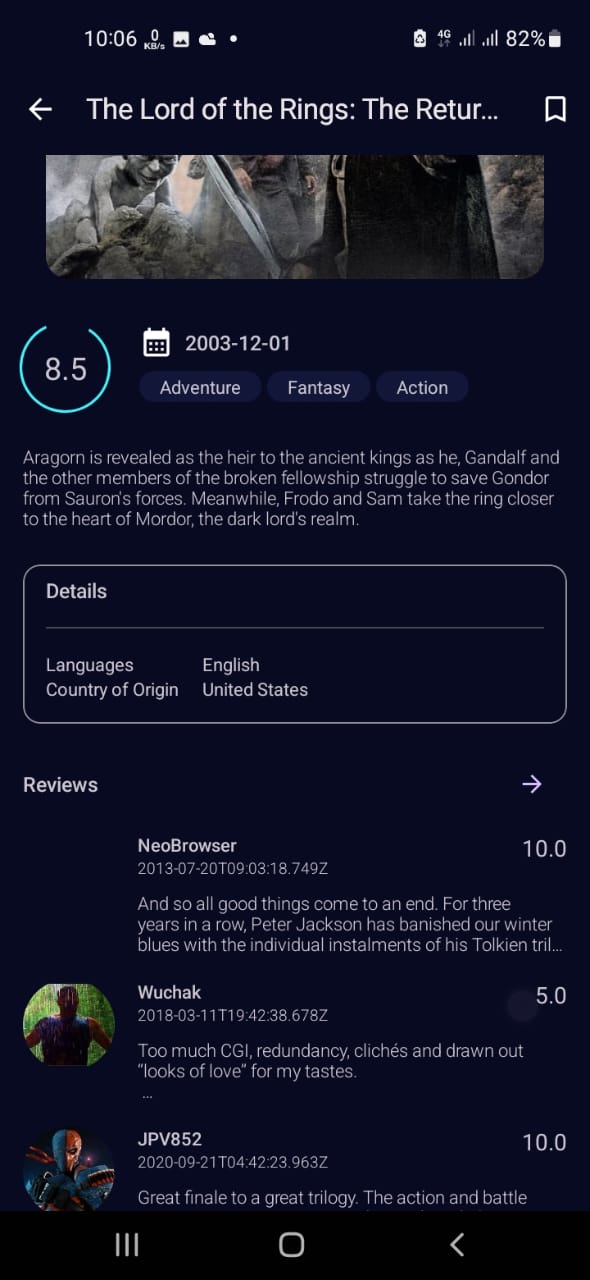 10:06 0 KB/s 4G 82%
The Lord of the Rings: The Retur...
8.5
2003-12-01
Adventure Fantasy Action
Aragorn is revealed as the heir to the ancient kings as he, Gandalf and
the other members of the broken fellowship struggle to save Gondor
from Sauron's forces. Meanwhile, Frodo and Sam take the ring closer
to the heart of Mordor, the dark lord's realm.
Details
Languages English
Country of Origin United States
Reviews
NeoBrowser 10.0
2013-07-20T09:03:18.749Z
And so all good things come to an end. For three
years in a row, Peter Jackson has banished our winter
blues with the individual instalments of his Tolkien tril...
Wuchak 5.0
2018-03-11T19:42:38.678Z
Too much CGI, redundancy, clichés and drawn out
“looks of love” for my tastes.
...
JPV852 10.0
2020-09-21T04:42:23.963Z
Great finale to a great trilogy. The action and battle